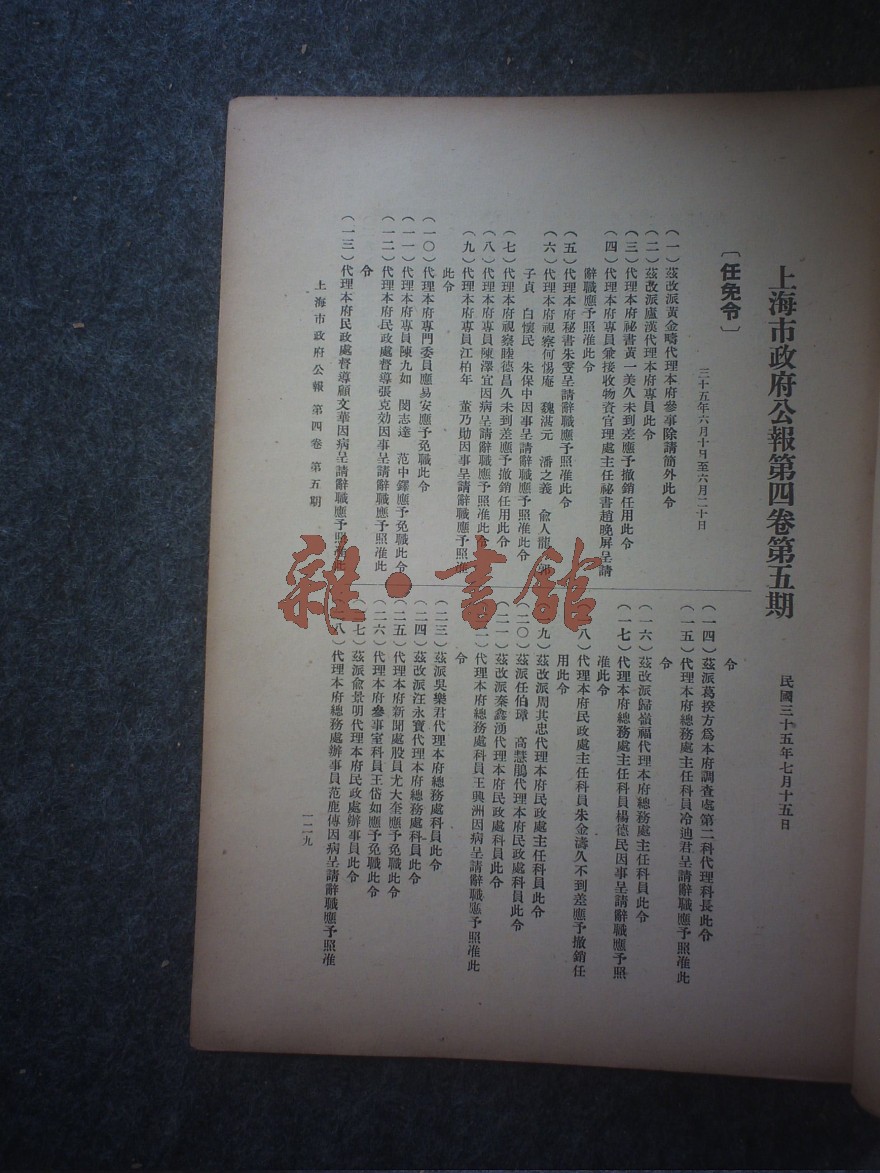 上海市政府公報第四卷第五期
民國三十五年七月十五日
〔任免令〕
三十五年六月十日至六月二十日
(一)茲改派黃金疇代理本府參事除請簡外此令
(二)茲改派盧漢代理本府專員此令
(三)代理本府祕書黃一美久未到差應予撤銷任用此令
(四)代理本府專員兼接收物資管理處主任祕書趙晚屏呈請
辭職應予照准此令
(五)代理本府秘書朱雯呈請辭職應予照准此令
(六)代理本府視察何惕庵 魏湛元 潘之義 俞人龍
子貞 白懷民 朱保中因事呈請辭職應予照准此令
(七)代理本府視察睦德昌久未到差應予撤銷任用此令
(八)代理本府專員陳澤宜因病呈請辭職應予照准此令
(九)代理本府專員江柏年 董乃勛因事呈請辭職應予照准
此令
(一〇)代理本府專門委員應易安應予免職此令
(一一)代理本府專員陳九如 閔志達 范中鐸應予免職此令
(一二)代理本府民政處督導張克効因事呈請辭職應予照准此
令
(一三)代理本府民政處督導顧文華因病呈請辭職應予照准此
令
(一四)茲派葛揆方爲本府調查處第二科代理科長此令
(一五)代理本府總務處主任科員冷迪君呈請辭職應予照准此
令
(一六)茲改派歸嶺福代理本府總務處主任科員此令
(一七)代理本府總務處主任科員楊德民因事呈請辭職應予照
准此令
八)代理本府民政處主任科員朱金濤久不到差應予撤銷任
用此令
九)茲改派周其忠代理本府民政處主任科員此令
(二〇)茲派任伯璋 高慧鵑代理本府民政處科員此令
(二一)茲改派秦鑫湧代理本府民政處科員此令
二)代理本府總務處科員王興洲因病呈請辭職應予照准此
令
(二三)茲派吳樂君代理本府總務處科員此令
(二四)茲改派汪永寶代理本府總務處科員此令
(二五)代理本府新聞處股員尤大奎應予免職此令
(二六)代理本府參事室科員王岱如應予免職此令
二七)茲派俞景明代理本府民政處辦事員此令
八)代理本府總務處辦事員范鹿傳因病呈請辭職應予照准
上海市政府公報 第四卷 第五期
一二九
雜·書館